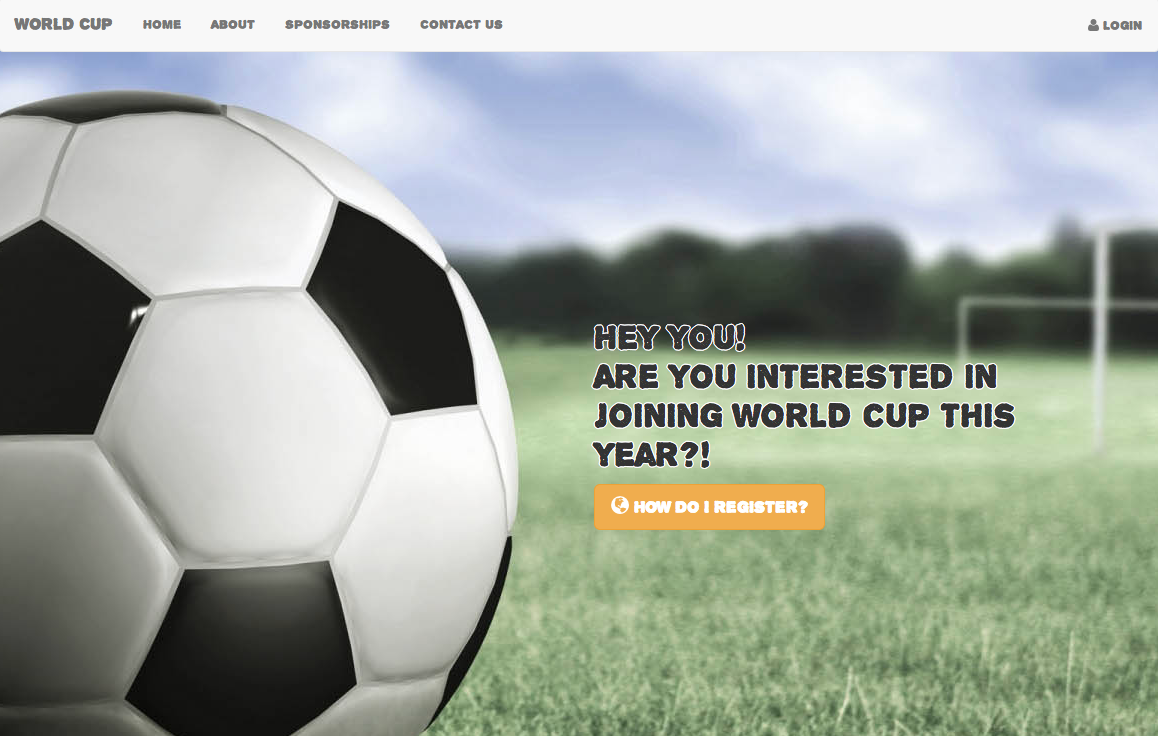 WORLD CUP HOME ABOUT SPONSORSHIPS CONTACT US LOGIN
HEY YOU!
ARE YOU INTERESTED IN
JOINING WORLD CUP THIS
YEAR?!
HOW DO I REGISTER?